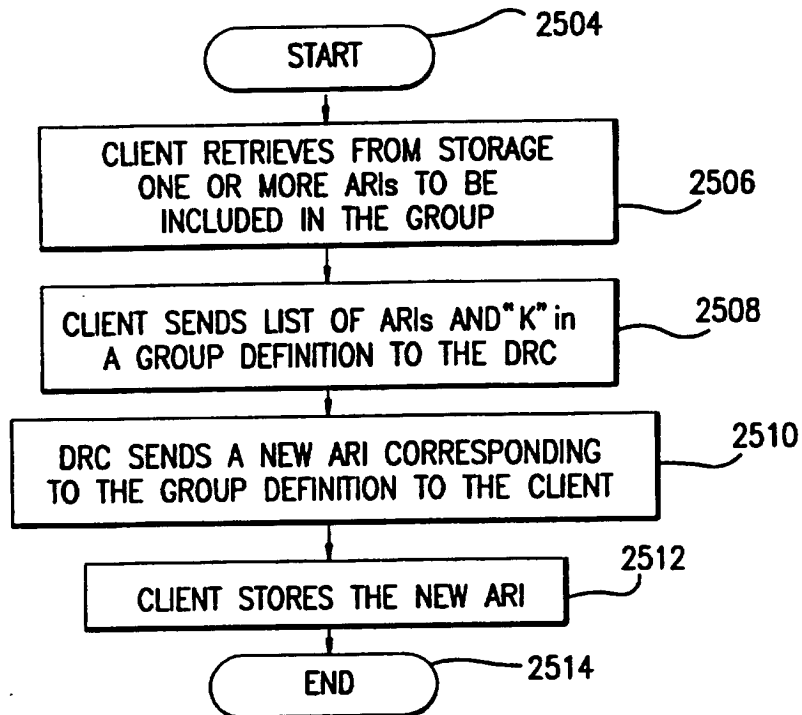 START
2504
CLIENT RETRIEVES FROM STORAGE
ONE OR MORE ARIs TO BE
INCLUDED IN THE GROUP
2506
CLIENT SENDS LIST OF ARIs AND "K" in
A GROUP DEFINITION TO THE DRC
2508
DRC SENDS A NEW ARI CORRESPONDING
TO THE GROUP DEFINITION TO THE CLIENT
2510
CLIENT STORES THE NEW ARI
2512
END
2514